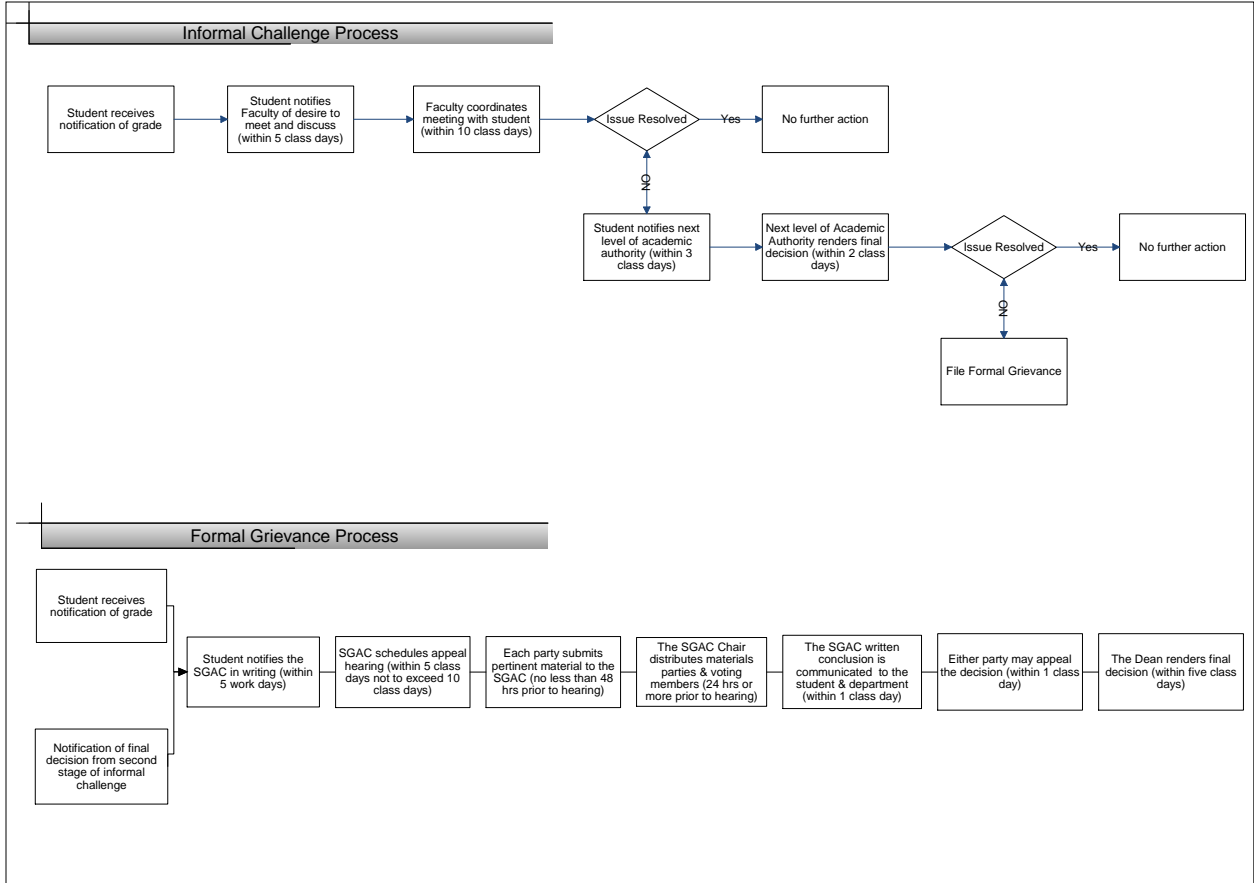 Informal Challenge Process
Student receives
notification of grade
Student notifies
Faculty of desire to
meet and discuss
(within 5 class days)
Faculty coordinates
meeting with student
(within 10 class days)
Issue Resolved
Yes
No further action
NO
Student notifies next
level of academic
authority (within 3
class days)
Next level of Academic
Authority renders final
decision (within 2 class
days)
Issue Resolved
Yes
No further action
NO
File Formal Grievance
Formal Grievance Process
Student receives
notification of grade
Notification of final
decision from second
stage of informal
challenge
Student notifies the
SGAC in writing (within
5 work days)
SGAC schedules appeal
hearing (within 5 class
days not to exceed 10
class days)
Each party submits
pertinent material to the
SGAC (no less than 48
hrs prior to hearing)
The SGAC Chair
distributes materials
parties & voting
members (24 hrs or
more prior to hearing)
The SGAC written
conclusion is
communicated to the
student & department
(within 1 class day)
Either party may appeal
the decision (within 1 class
day)
The Dean renders final
decision (within five class
days)